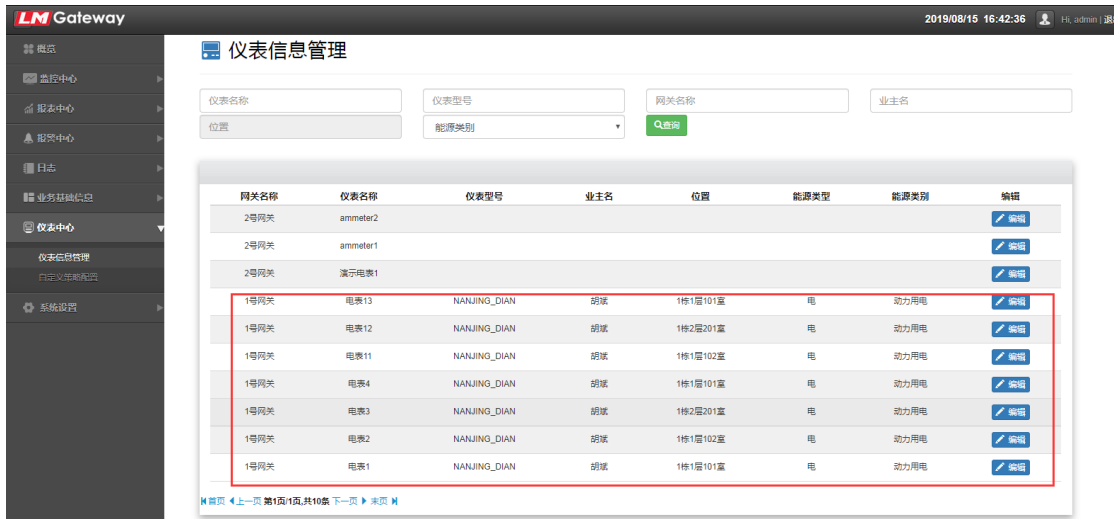 LM Gateway
2019/08/15 16:42:36 Hi, admin | 退
概览
监控中心
报表中心
报警中心
日志
业务基础信息
仪表中心
仪表信息管理
自定义策略配置
系统设置
仪表信息管理
仪表名称 仪表型号 网关名称 业主名
位置 能源类别 查询
网关名称 仪表名称 仪表型号 业主名 位置 能源类型 能源类别 编辑
2号网关 ammeter2 编辑
2号网关 ammeter1 编辑
2号网关 演示电表1 编辑
1号网关 电表13 NANJING_DIAN 胡斌 1栋1层101室 电 动力用电 编辑
1号网关 电表12 NANJING_DIAN 胡斌 1栋2层201室 电 动力用电 编辑
1号网关 电表11 NANJING_DIAN 胡斌 1栋1层102室 电 动力用电 编辑
1号网关 电表4 NANJING_DIAN 胡斌 1栋1层101室 电 动力用电 编辑
1号网关 电表3 NANJING_DIAN 胡斌 1栋2层201室 电 动力用电 编辑
1号网关 电表2 NANJING_DIAN 胡斌 1栋1层102室 电 动力用电 编辑
1号网关 电表1 NANJING_DIAN 胡斌 1栋1层101室 电 动力用电 编辑
首页 上一页 第1页/1页,共10条 下一页 末页